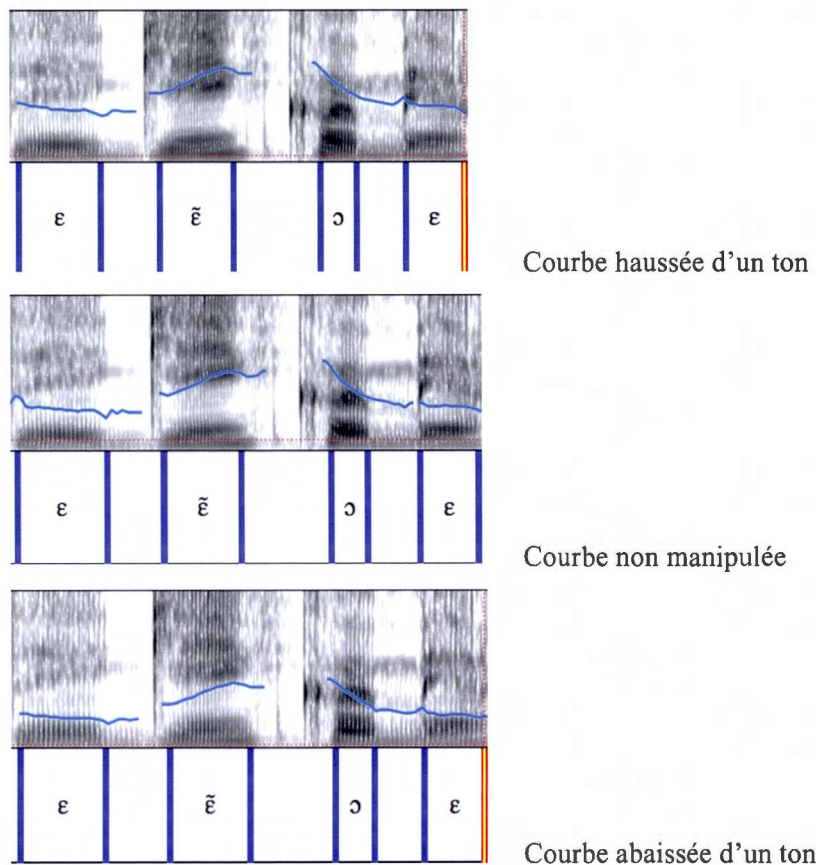 ɛ ɛ̃ ɔ ɛ
Courbe haussée d'un ton
ɛ ɛ̃ ɔ ɛ
Courbe non manipulée
ɛ ɛ̃ ɔ ɛ
Courbe abaissée d'un ton